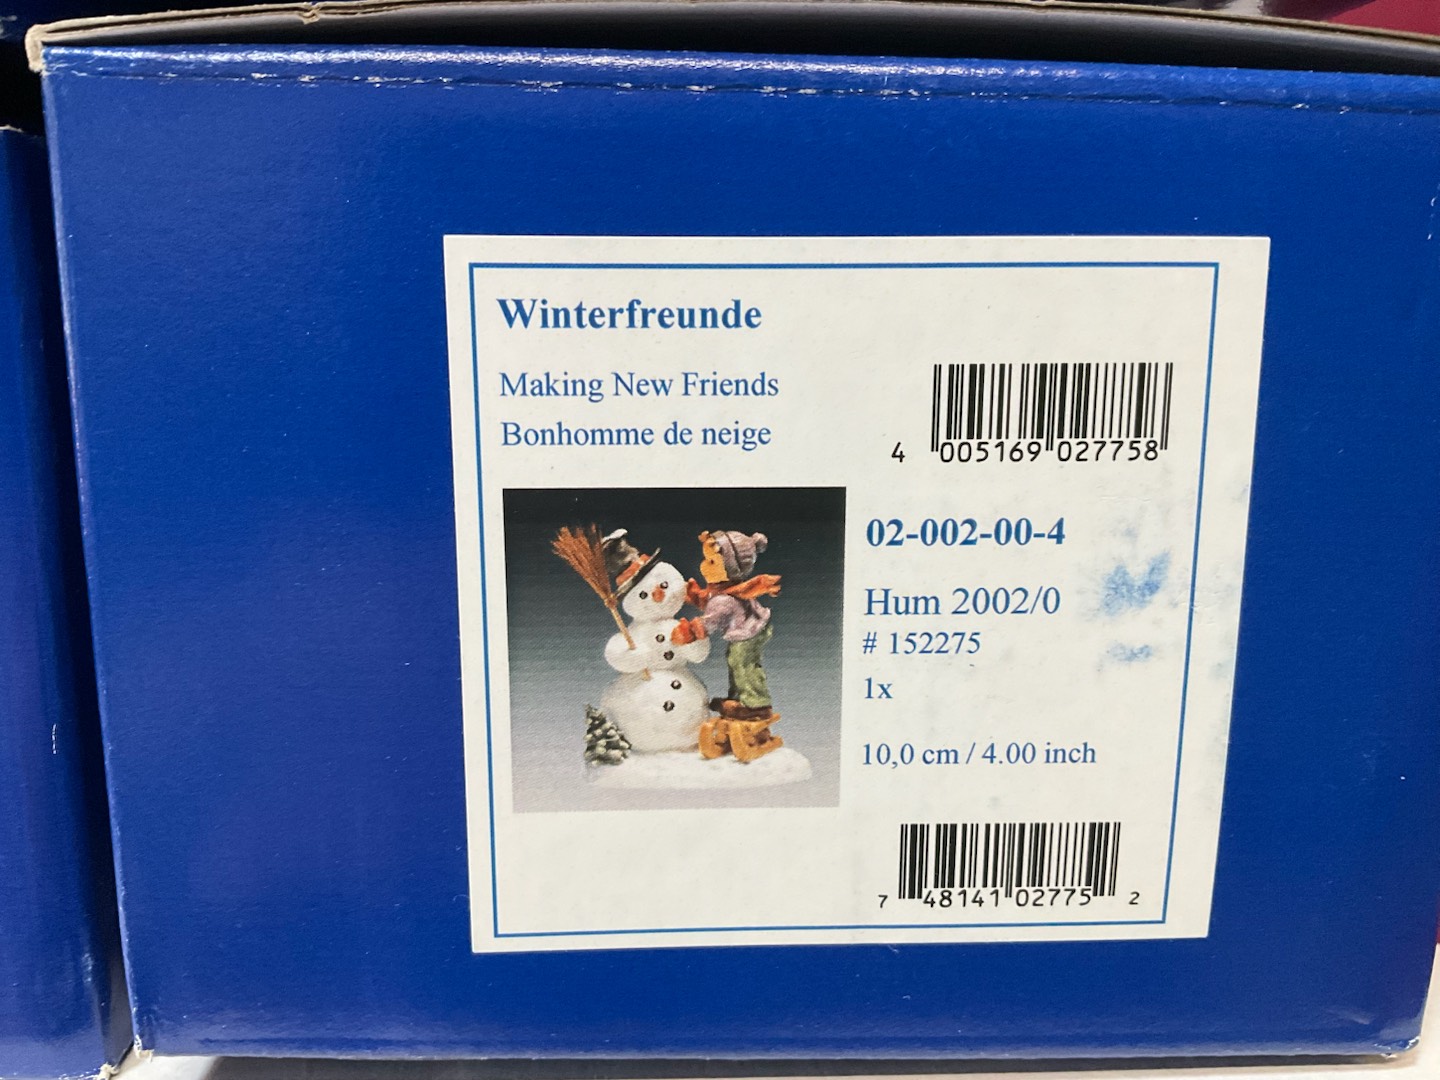 Winterfreunde
Making New Friends
Bonhomme de neige
4 005169 027758
02-002-00-4
Hum 2002/0
# 152275
1x
10,0 cm / 4.00 inch
7 48141 02775 2